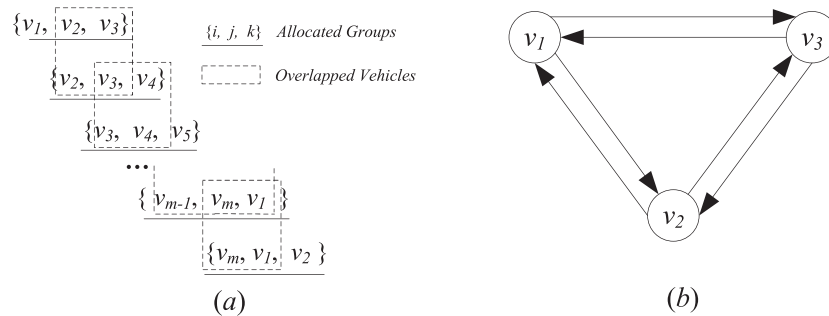 {v1, v2, v3} {i, j, k} Allocated Groups
{v2, v3, v4} Overlapped Vehicles
{v3, v4, v5}
...
{ vm-1, vm, v1 }
{vm, v1, v2 }
(a)
v1 v3
v2
(b)